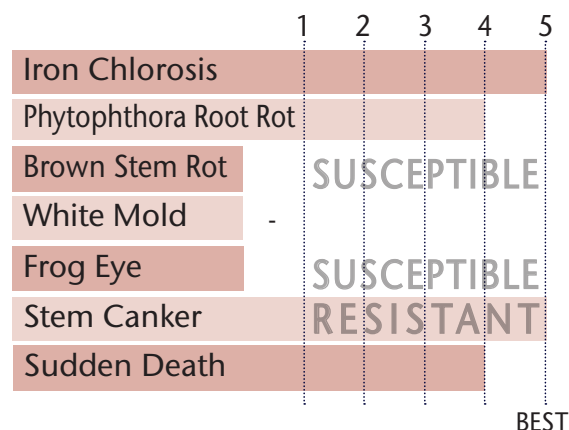 1 2 3 4 5
Iron Chlorosis
Phytophthora Root Rot
Brown Stem Rot SUSCEPTIBLE
White Mold -
Frog Eye SUSCEPTIBLE
Stem Canker RESISTANT
Sudden Death
BEST